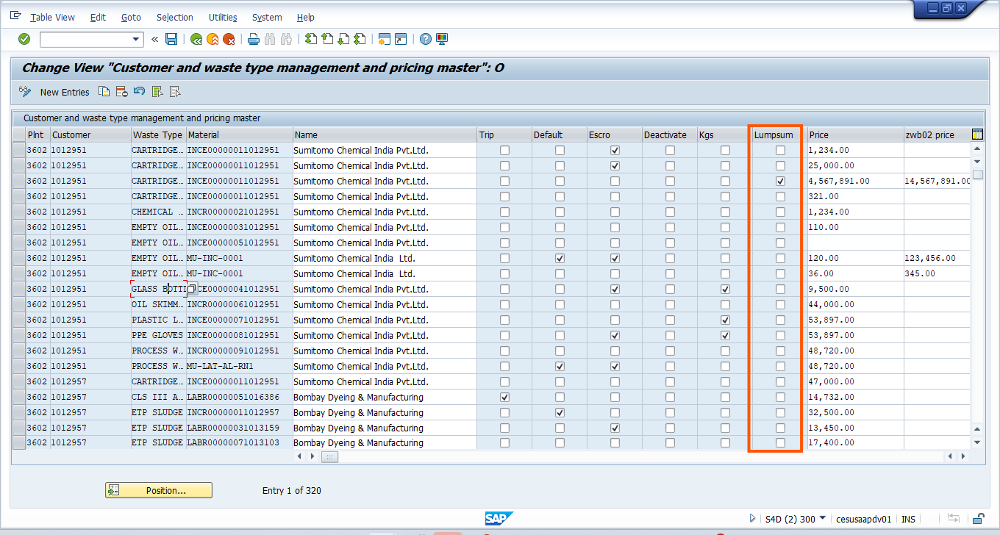 Table View Edit Goto Selection Utilities System Help
Change View "Customer and waste type management and pricing master": O
New Entries
Customer and waste type management and pricing master
Plnt Customer Waste Type Material Name Trip Default Escro Deactivate Kgs Lumpsum Price zwb02 price
3602 1012951 CARTRIDGE… INCE00000011012951 Sumitomo Chemical India Pvt.Ltd. 1,234.00
3602 1012951 CARTRIDGE… INCE00000011012951 Sumitomo Chemical India Pvt.Ltd. 25,000.00
3602 1012951 CARTRIDGE… INCE00000011012951 Sumitomo Chemical India Pvt.Ltd. 4,567,891.00 14,567,891.00
3602 1012951 CARTRIDGE… INCE00000011012951 Sumitomo Chemical India Pvt.Ltd. 321.00
3602 1012951 CHEMICAL … INCR00000021012951 Sumitomo Chemical India Pvt.Ltd. 1,234.00
3602 1012951 EMPTY OIL… INCE00000031012951 Sumitomo Chemical India Pvt.Ltd. 110.00
3602 1012951 EMPTY OIL… INCE00000051012951 Sumitomo Chemical India Pvt.Ltd.
3602 1012951 EMPTY OIL… MU-INC-0001 Sumitomo Chemical India Ltd. 120.00 123,456.00
3602 1012951 EMPTY OIL… MU-INC-0001 Sumitomo Chemical India Ltd. 36.00 345.00
3602 1012951 GLASS BOTTL CE00000041012951 Sumitomo Chemical India Pvt.Ltd. 9,500.00
3602 1012951 OIL SKIMM… INCR00000061012951 Sumitomo Chemical India Pvt.Ltd. 44,000.00
3602 1012951 PLASTIC L… INCE00000071012951 Sumitomo Chemical India Pvt.Ltd. 53,897.00
3602 1012951 PPE GLOVES INCE00000081012951 Sumitomo Chemical India Pvt.Ltd. 53,897.00
3602 1012951 PROCESS W… INCR00000091012951 Sumitomo Chemical India Pvt.Ltd. 48,720.00
3602 1012951 PROCESS W… MU-LAT-AL-RN1 Sumitomo Chemical India Pvt.Ltd. 48,720.00
3602 1012957 CARTRIDGE… INCE00000011012951 Sumitomo Chemical India Pvt.Ltd. 47,000.00
3602 1012957 CLS III A… LABR00000051016386 Bombay Dyeing & Manufacturing 14,732.00
3602 1012957 ETP SLUDGE INCR00000011012957 Bombay Dyeing & Manufacturing 32,500.00
3602 1012957 ETP SLUDGE LABR00000031013159 Bombay Dyeing & Manufacturing 13,450.00
3602 1012957 ETP SLUDGE LABR00000071013103 Bombay Dyeing & Manufacturing 17,400.00
Position... Entry 1 of 320
SAP S4D (2) 300 cesusaapdv01 INS